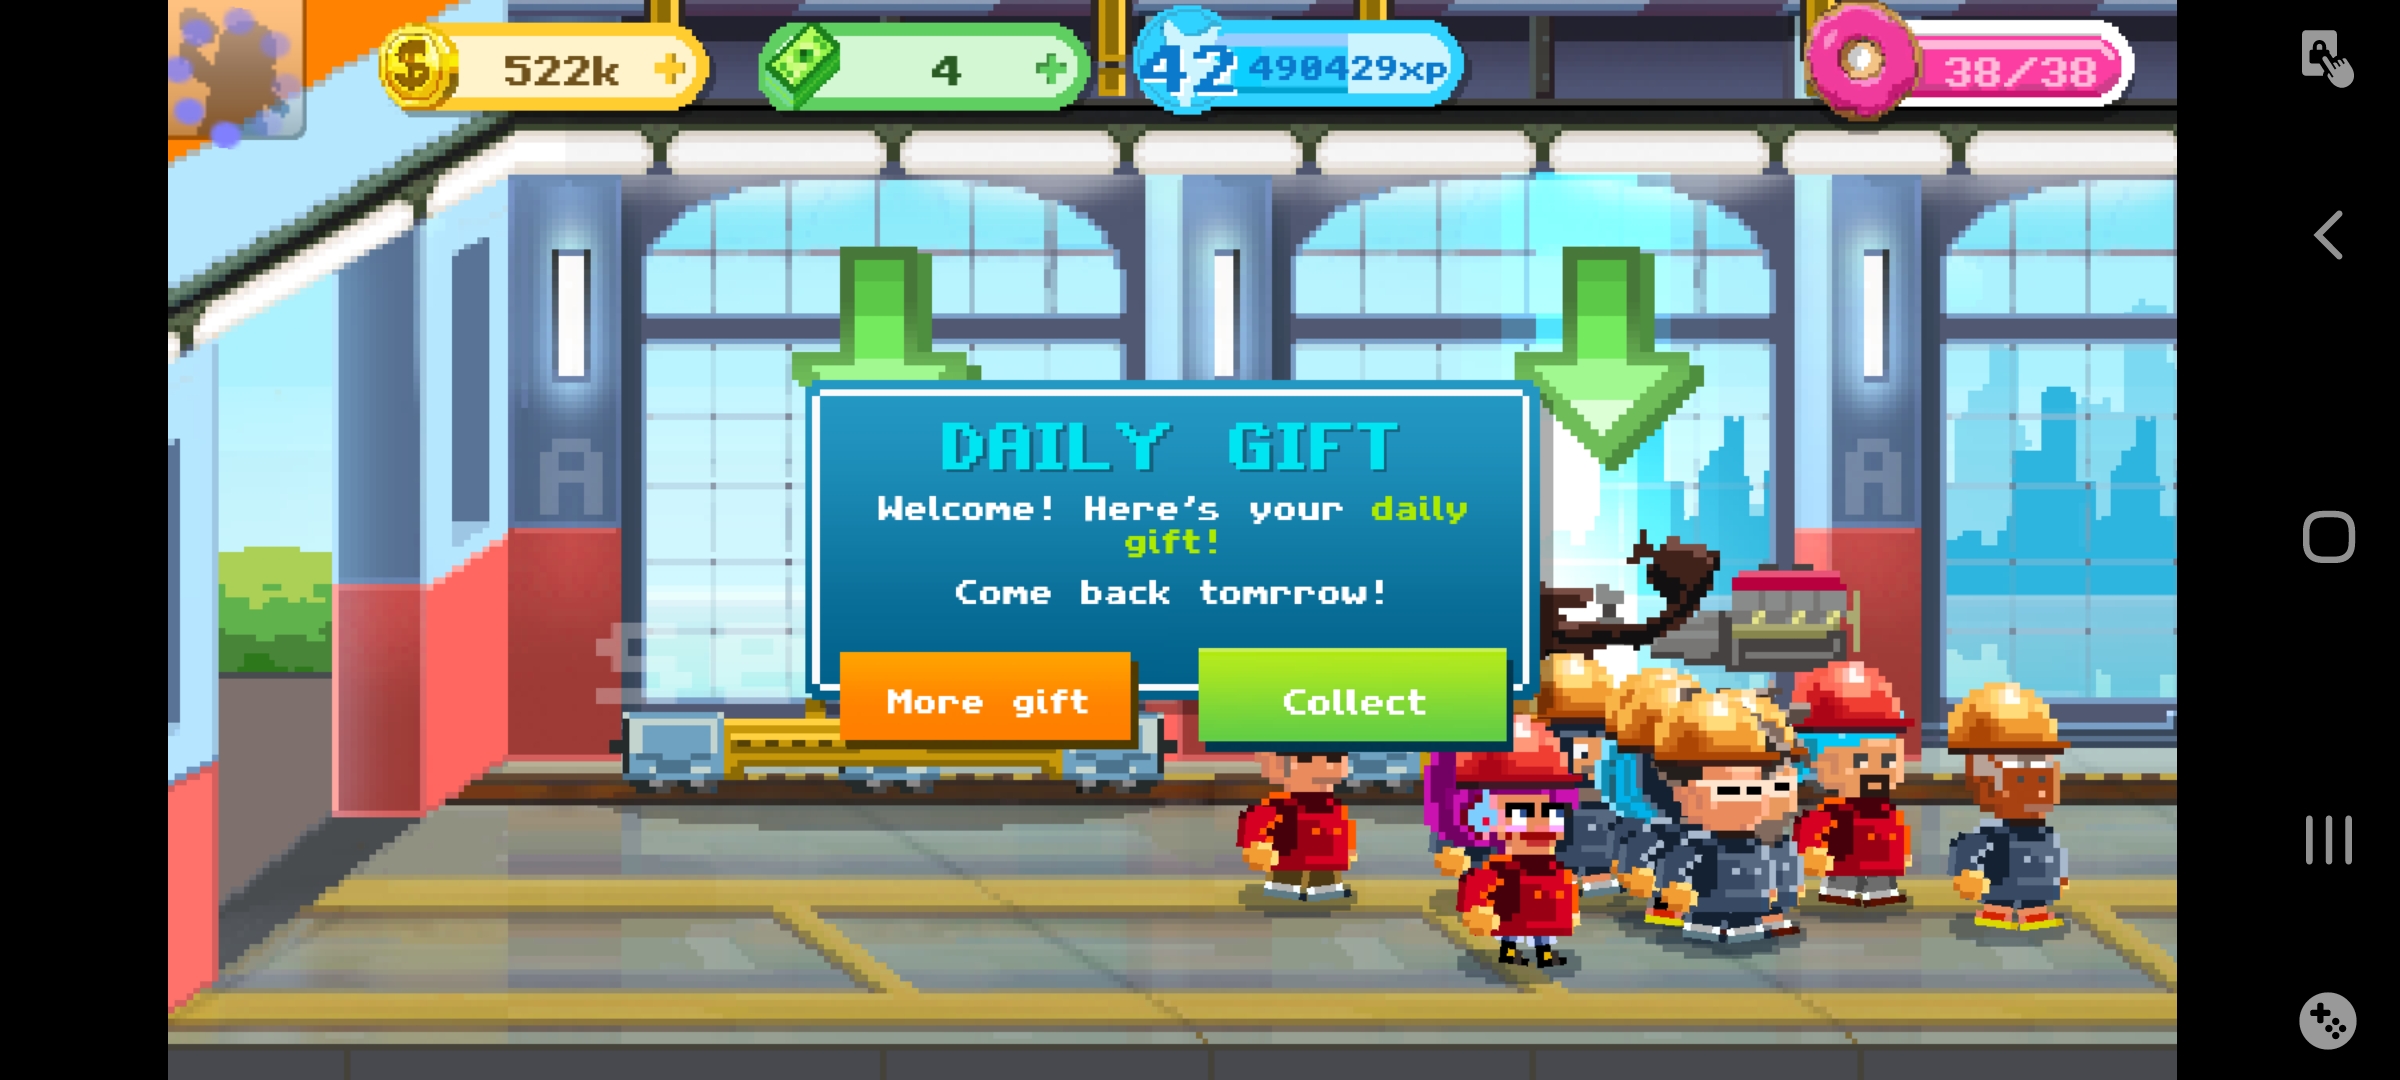 522k
4
42 490429xp
38/38
A
A
DAILY GIFT
Welcome! Here's your daily
gift!
Come back tomrrow!
More gift
Collect